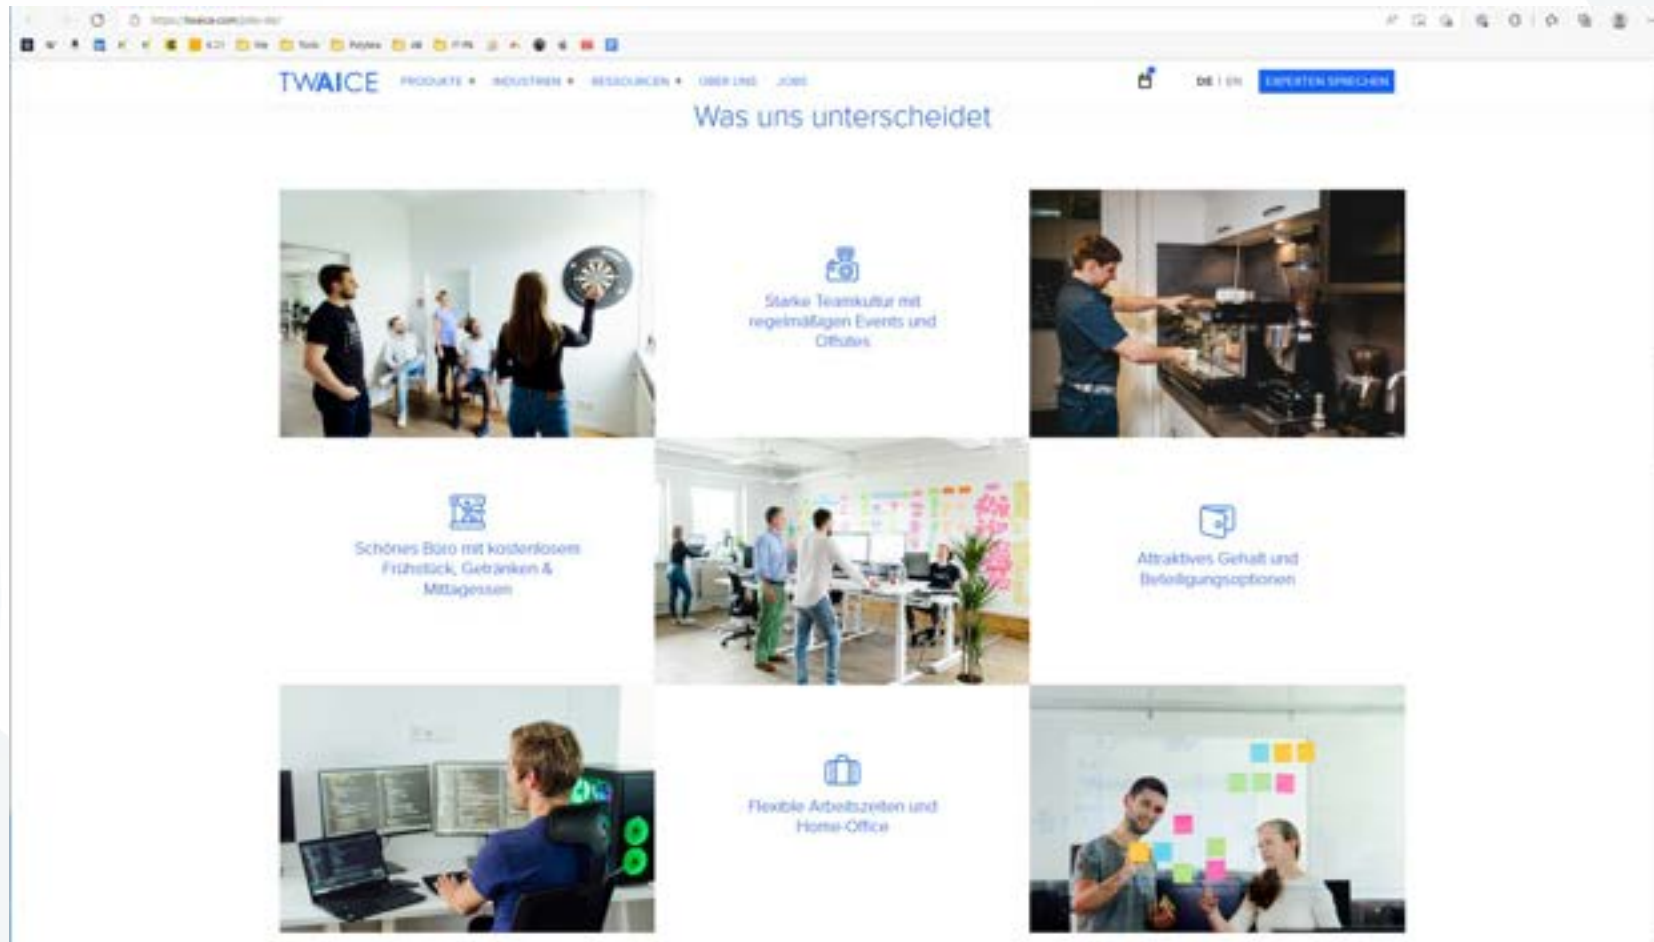 TWAICE
PRODUKTE INDUSTRIEN RESSOURCEN ÜBER UNS JOBS
DE | EN
EXPERTEN SPRECHEN
Was uns unterscheidet
Starke Teamkultur mit
regelmäßigen Events und
Offsites
Schönes Büro mit kostenlosem
Frühstück, Getränken &
Mittagessen
Attraktives Gehalt und
Beteiligungsoptionen
Flexible Arbeitszeiten und
Home-Office